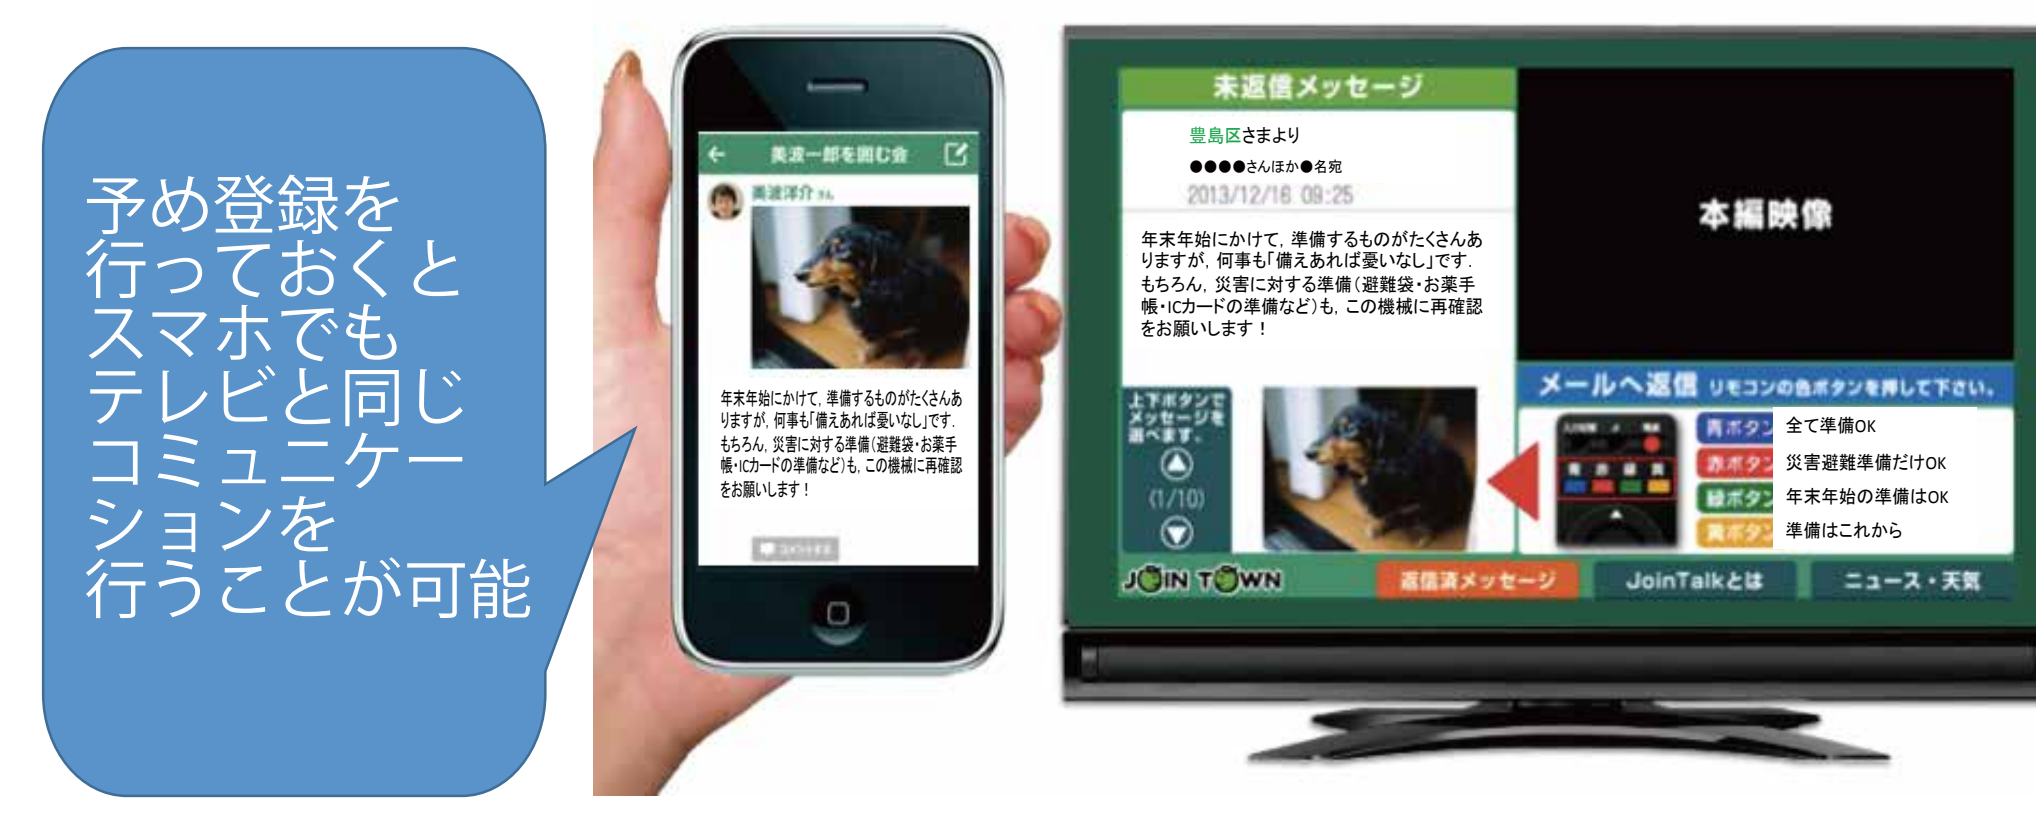 予め登録を
行っておくと
スマホでも
テレビと同じ
コミュニケー
ションを
行うことが可能
美波一郎を囲む会
美波洋介 さん
年末年始にかけて，準備するものがたくさんあ
りますが，何事も「備えあれば憂いなし」です．
もちろん，災害に対する準備（避難袋・お薬手
帳・ICカードの準備など）も，この機械に再確認
をお願いします！
コメントする
未返信メッセージ
豊島区さまより
●●●●さんほか●名宛
2013/12/16 09:25
年末年始にかけて，準備するものがたくさんあ
りますが，何事も「備えあれば憂いなし」です．
もちろん，災害に対する準備（避難袋・お薬手
帳・ICカードの準備など）も，この機械に再確認
をお願いします！
上下ボタンで
メッセージを
選べます。
(1/10)
本編映像
メールへ返信 リモコンの色ボタンを押して下さい。
青 赤 緑 黄
青ボタン 全て準備OK
赤ボタン 災害避難準備だけOK
緑ボタン 年末年始の準備はOK
黄ボタン 準備はこれから
JOIN TOWN
返信済メッセージ
JoinTalkとは
ニュース・天気